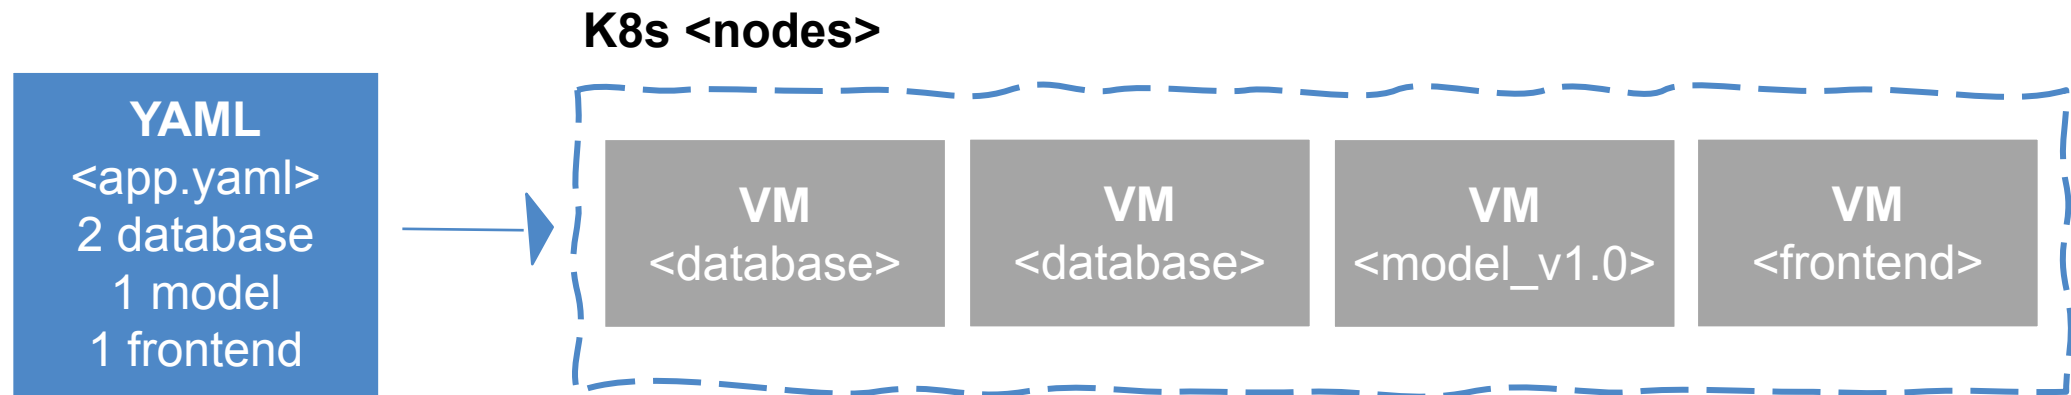 K8s <nodes>
YAML
<app.yaml>
2 database
1 model
1 frontend
VM
<database>
VM
<database>
VM
<model_v1.0>
VM
<frontend>